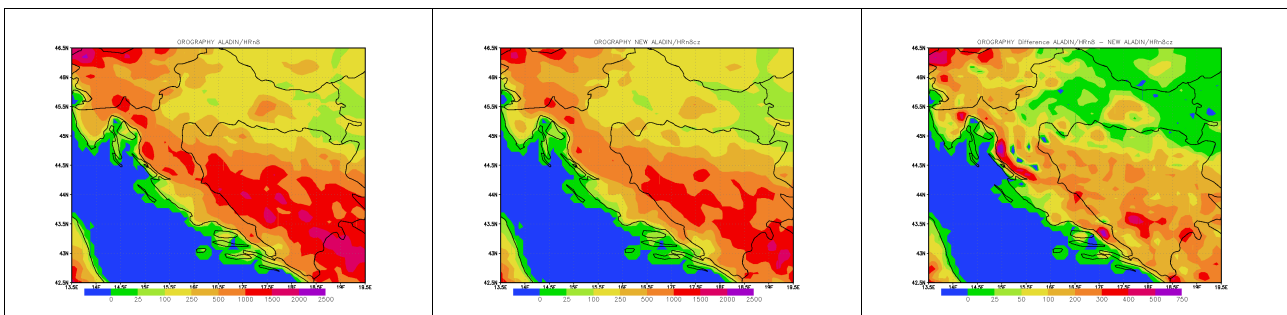 OROGRAPHY ALADIN/HRn8
46.5N
46N
45.5N
45N
44.5N
44N
43.5N
43N
42.5N
13.5E 14E 14.5E 15E 15.5E 16E 16.5E 17E 17.5E 18E 18.5E 19E 19.5E
0 25 100 250 500 1000 1500 2000 2500
OROGRAPHY NEW ALADIN/HRn8cz
46.5N
46N
45.5N
45N
44.5N
44N
43.5N
43N
42.5N
13.5E 14E 14.5E 15E 15.5E 16E 16.5E 17E 17.5E 18E 18.5E 19E 19.5E
0 25 100 250 500 1000 1500 2000 2500
OROGRAPHY Difference ALADIN/HRn8 - NEW ALADIN/HRn8cz
46.5N
46N
45.5N
45N
44.5N
44N
43.5N
43N
42.5N
13.5E 14E 14.5E 15E 15.5E 16E 16.5E 17E 17.5E 18E 18.5E 19E 19.5E
0 25 50 100 200 300 400 500 750